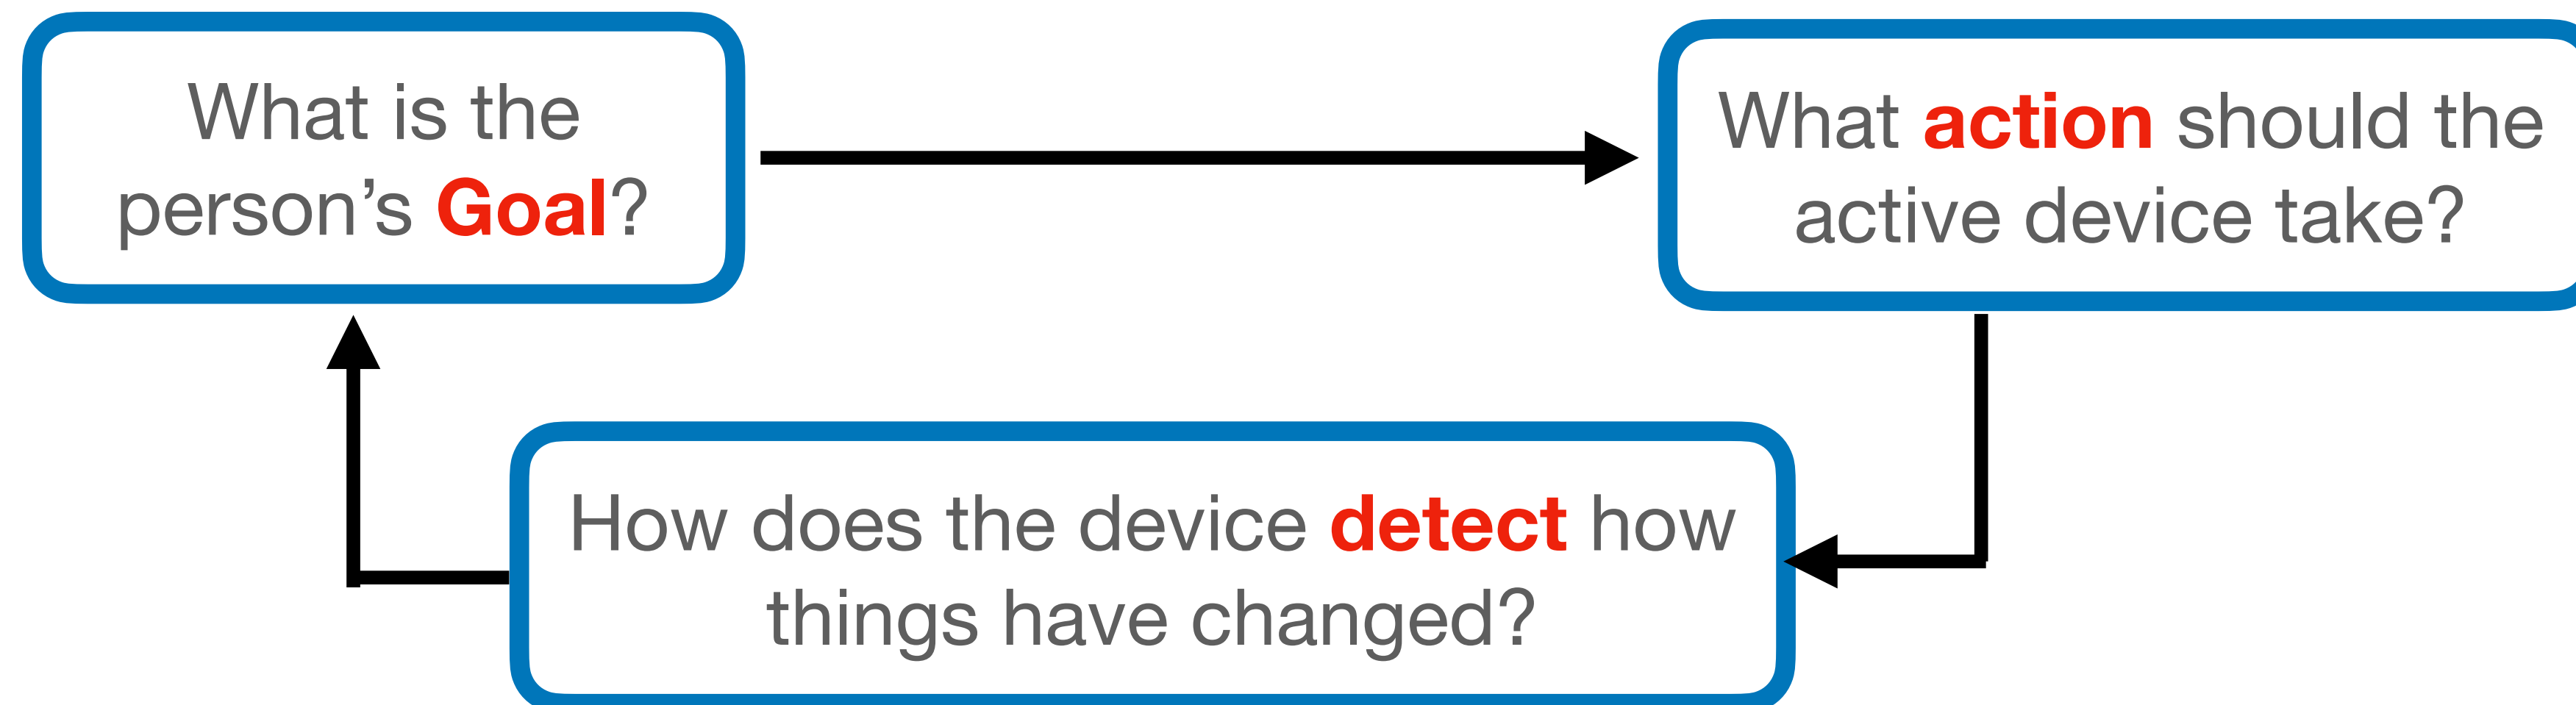 What is the
person’s Goal?
What action should the
active device take?
How does the device detect how
things have changed?